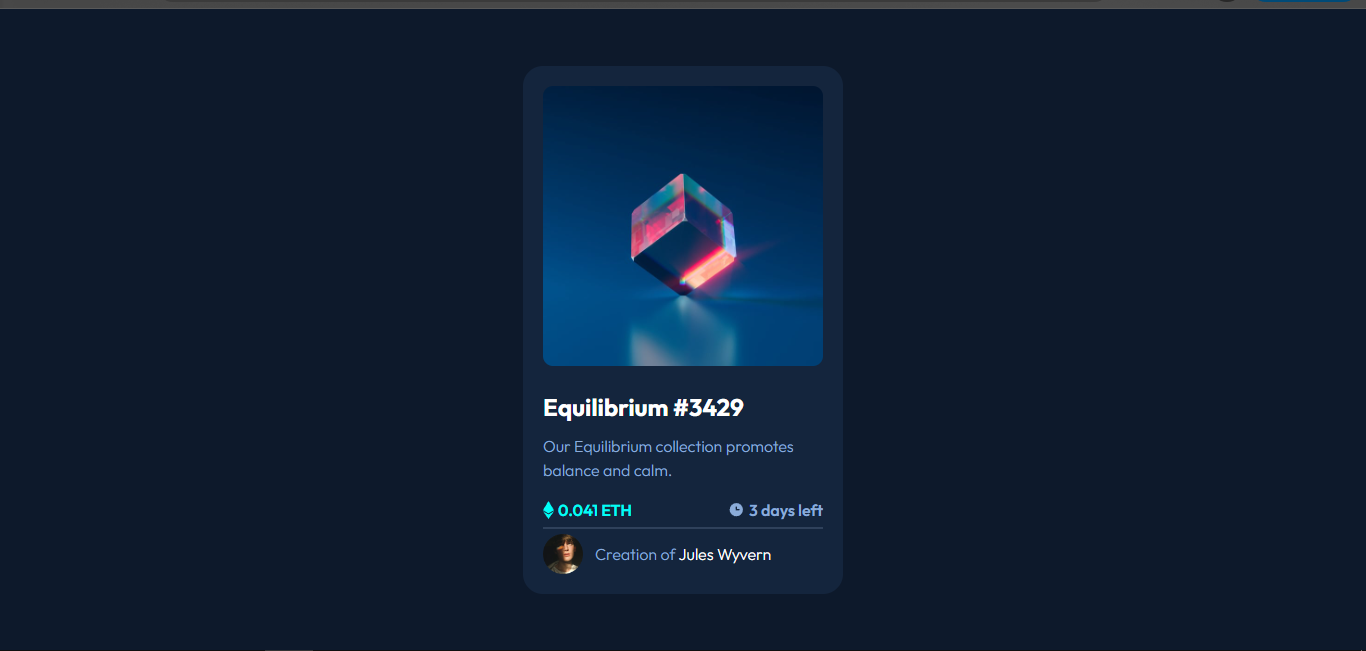 Equilibrium #3429
Our Equilibrium collection promotes
balance and calm.
0.041 ETH
3 days left
Creation of Jules Wyvern